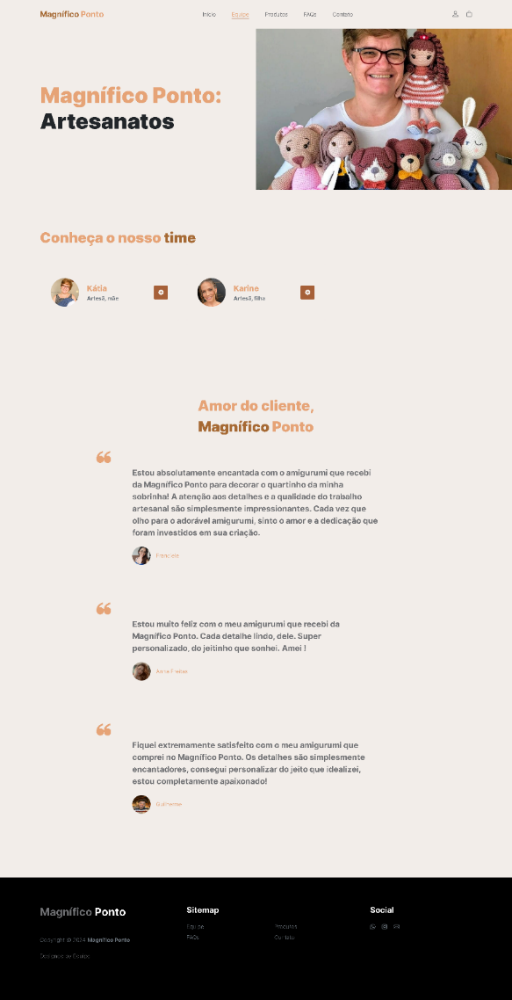 Magnífico Ponto
Início Equipe Produtos FAQs Contato
Magnífico Ponto:
Artesanatos
Conheça o nosso time
Kátia
Artesã, mãe
Karine
Artesã, filha
Amor do cliente,
Magnífico Ponto
Estou absolutamente encantada com o amigurumi que recebi
da Magnífico Ponto para decorar o quartinho da minha
sobrinha! A atenção aos detalhes e a qualidade do trabalho
artesanal são simplesmente impressionantes. Cada vez que
olho para o adorável amigurumi, sinto o amor e a dedicação que
foram investidos em sua criação.
Estou muito feliz com o meu amigurumi que recebi da
Magnífico Ponto. Cada detalhe lindo, dele. Super
personalizado, do jeitinho que sonhei. Amei !
Anne Freitas
Fiquei extremamente satisfeito com o meu amigurumi que
comprei no Magnífico Ponto. Os detalhes são simplesmente
encantadores, consegui personalizar do jeito que idealizei,
estou completamente apaixonado!
Guilherme
Magnífico Ponto
Copyright © 2024 Magnífico Ponto
Designed by Equipe
Sitemap
Equipe
FAQs
Produtos
Contato
Social